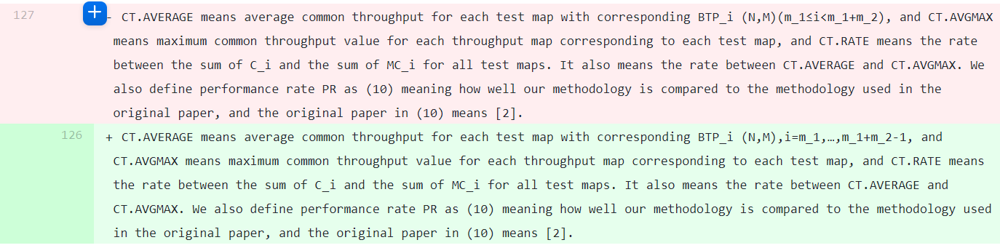 127 - CT.AVERAGE means average common throughput for each test map with corresponding BTP_i (N,M)(m_1≤i<m_1+m_2), and CT.AVGMAX
means maximum common throughput value for each throughput map corresponding to each test map, and CT.RATE means the rate
between the sum of C_i and the sum of MC_i for all test maps. It also means the rate between CT.AVERAGE and CT.AVGMAX. We
also define performance rate PR as (10) meaning how well our methodology is compared to the methodology used in the
original paper, and the original paper in (10) means [2].
126 + CT.AVERAGE means average common throughput for each test map with corresponding BTP_i (N,M),i=m_1,…,m_1+m_2-1, and
CT.AVGMAX means maximum common throughput value for each throughput map corresponding to each test map, and CT.RATE means
the rate between the sum of C_i and the sum of MC_i for all test maps. It also means the rate between CT.AVERAGE and
CT.AVGMAX. We also define performance rate PR as (10) meaning how well our methodology is compared to the methodology used
in the original paper, and the original paper in (10) means [2].